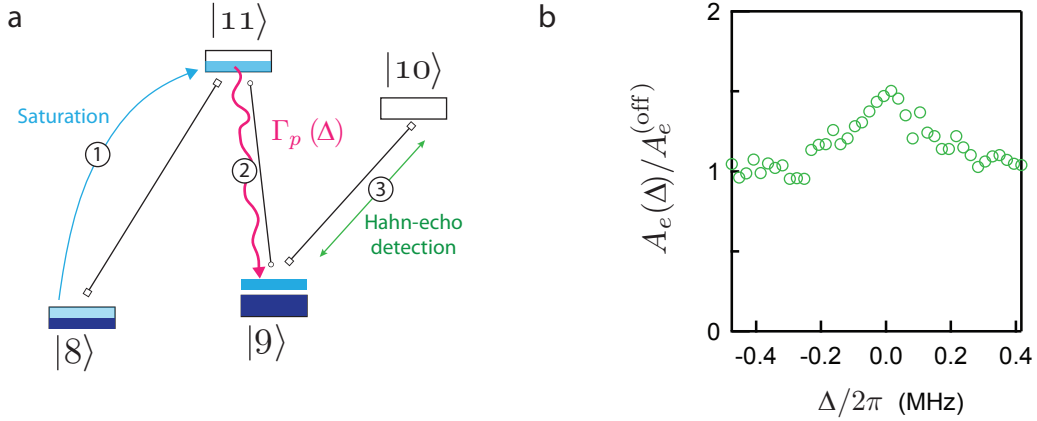 a
|11⟩
|10⟩
Saturation
1
Γp (Δ)
2
3
Hahn-echo
detection
|8⟩
|9⟩
b
2
1
0
Ae(Δ)/Ae(off)
-0.4
-0.2
0.0
0.2
0.4
Δ/2π (MHz)